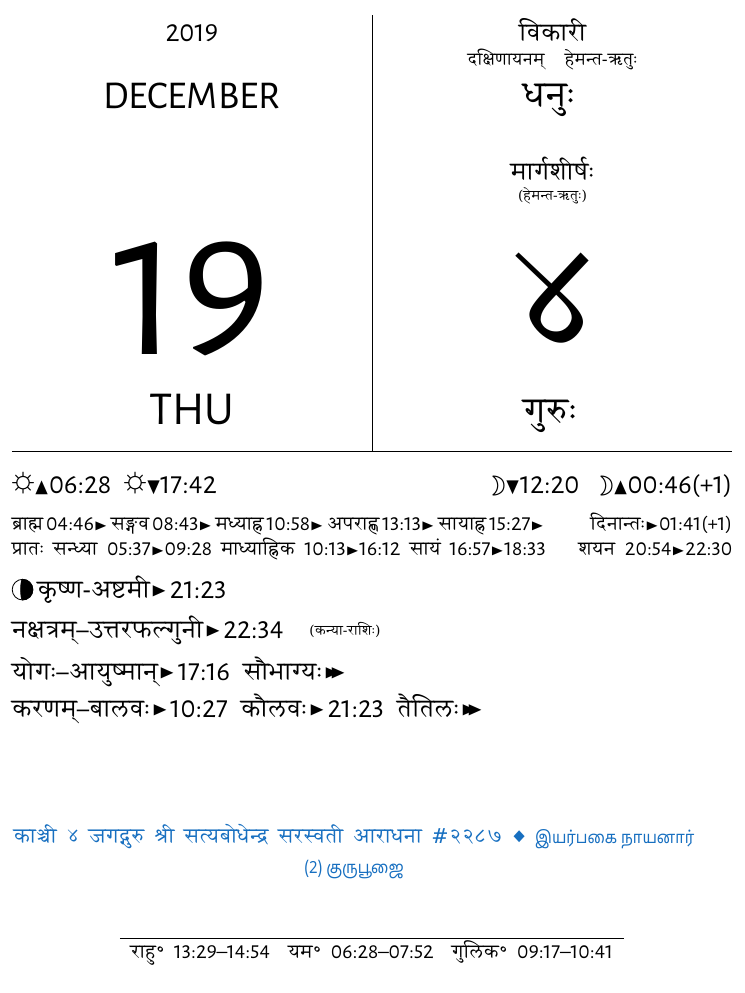 2019
DECEMBER
19
THU
विकारी
दक्षिणायनम् हेमन्त-ऋतुः
धनुः
मार्गशीर्षः
(हेमन्त-ऋतुः)
४
गुरुः
☼▲06:28 ☼▼17:42 ☽▼12:20 ☽▲00:46(+1)
ब्राह्म 04:46► सङ्गव 08:43► मध्याह्न 10:58► अपराह्ण 13:13► सायाह्न 15:27► दिनान्तः►01:41(+1)
प्रातः सन्ध्या 05:37►09:28 माध्याह्निक 10:13►16:12 सायं 16:57►18:33 शयन 20:54►22:30
कृष्ण-अष्टमी►21:23
नक्षत्रम्–उत्तरफल्गुनी►22:34 (कन्या-राशिः)
योगः–आयुष्मान्►17:16 सौभाग्यः►►
करणम्–बालवः►10:27 कौलवः►21:23 तैतिलः►►
काञ्ची ४ जगद्गुरु श्री सत्यबोधेन्द्र सरस्वती आराधना #२२८७ ◆ இயர்பகை நாயனார்
(2) குருபூஜை
राहु॰ 13:29–14:54 यम॰ 06:28–07:52 गुलिक॰ 09:17–10:41